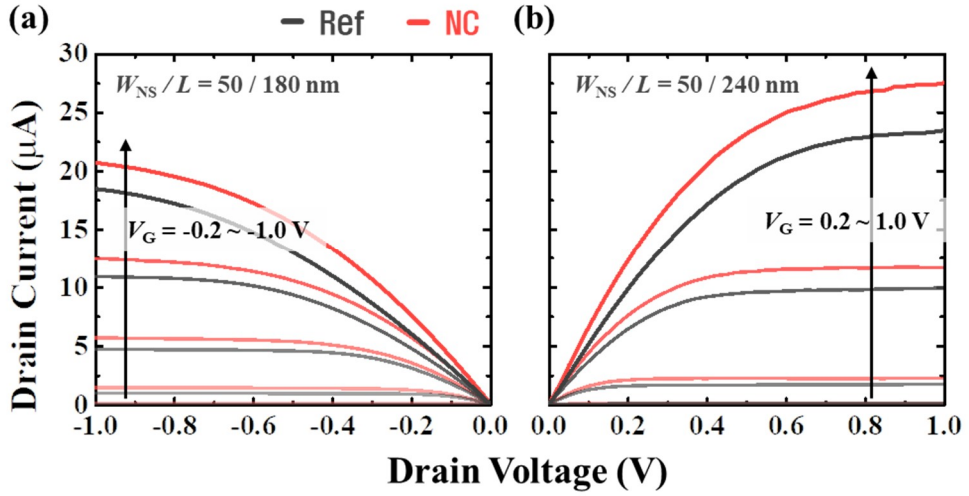 (a)
Ref
NC
(b)
Drain Current (μA)
30
25
20
15
10
5
0
W_NS / L = 50 / 180 nm
V_G = -0.2 ~ -1.0 V
-1.0 -0.8 -0.6 -0.4 -0.2 0.0
W_NS / L = 50 / 240 nm
V_G = 0.2 ~ 1.0 V
0.0 0.2 0.4 0.6 0.8 1.0
Drain Voltage (V)